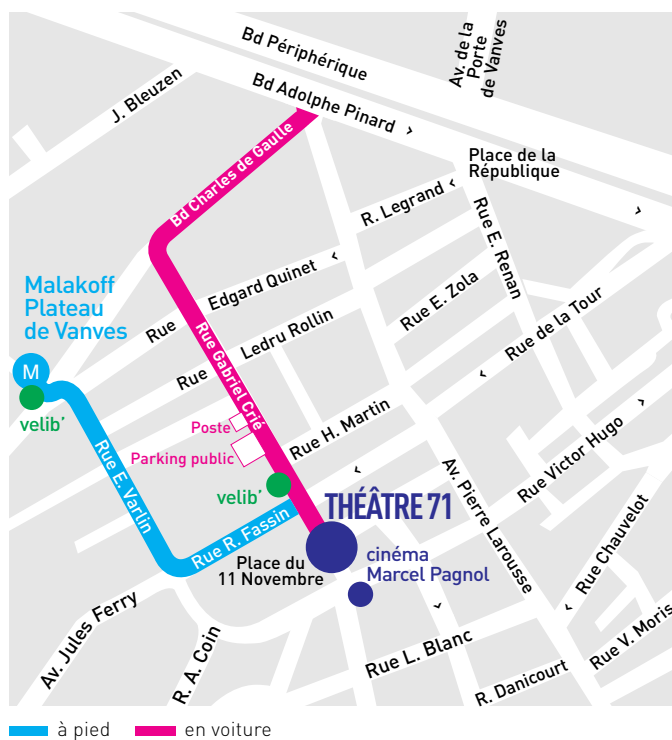 Bd Périphérique
Av. de la
Porte
de Vanves
Bd Adolphe Pinard
J. Bleuzen
Bd Charles de Gaulle
Place de la
République
R. Legrand
Rue E. Renan
Malakoff
Plateau
de Vanves
Rue Edgard Quinet
Rue E. Zola
Rue de la Tour
Rue Ledru Rollin
Rue Gabriel Crié
M
velib'
Poste
Parking public
Rue H. Martin
Rue E. Varlin
velib'
Rue R. Fassin
THÉÂTRE 71
Av. Pierre Larousse
Rue Victor Hugo
Place du
11 Novembre
cinéma
Marcel Pagnol
Rue Chauvelot
Av. Jules Ferry
R. A. Coin
Rue L. Blanc
R. Danicourt
Rue V. Moris
à pied
en voiture